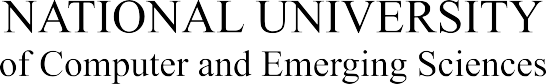 NATIONAL UNIVERSITY
of Computer and Emerging Sciences